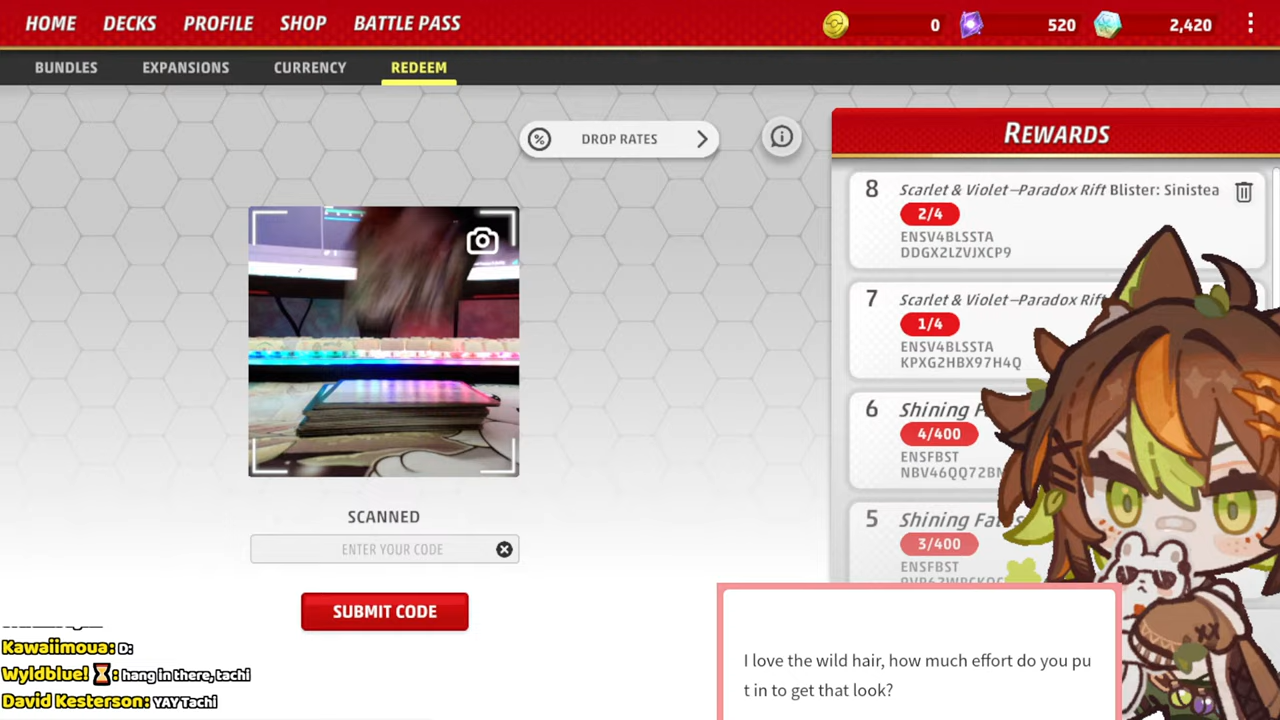 HOME DECKS PROFILE SHOP BATTLE PASS 0 520 2,420
BUNDLES EXPANSIONS CURRENCY REDEEM
DROP RATES
SCANNED
ENTER YOUR CODE
SUBMIT CODE
REWARDS
8 Scarlet & Violet—Paradox Rift Blister: Sinistea
2/4
ENSV4BLSSTA
DDGX2LZVJXCP9
7 Scarlet & Violet—Paradox Rift
1/4
ENSV4BLSSTA
KPXG2HBX97H4Q
6 Shining F
4/400
ENSFBST
NBV46QQ72B
5 Shining Fates
3/400
ENSFBST
Kawaiimoua: D:
Wyldblue! ⌛: hang in there, tachi
David Kesterson: YAY Tachi
I love the wild hair, how much effort do you pu
t in to get that look?